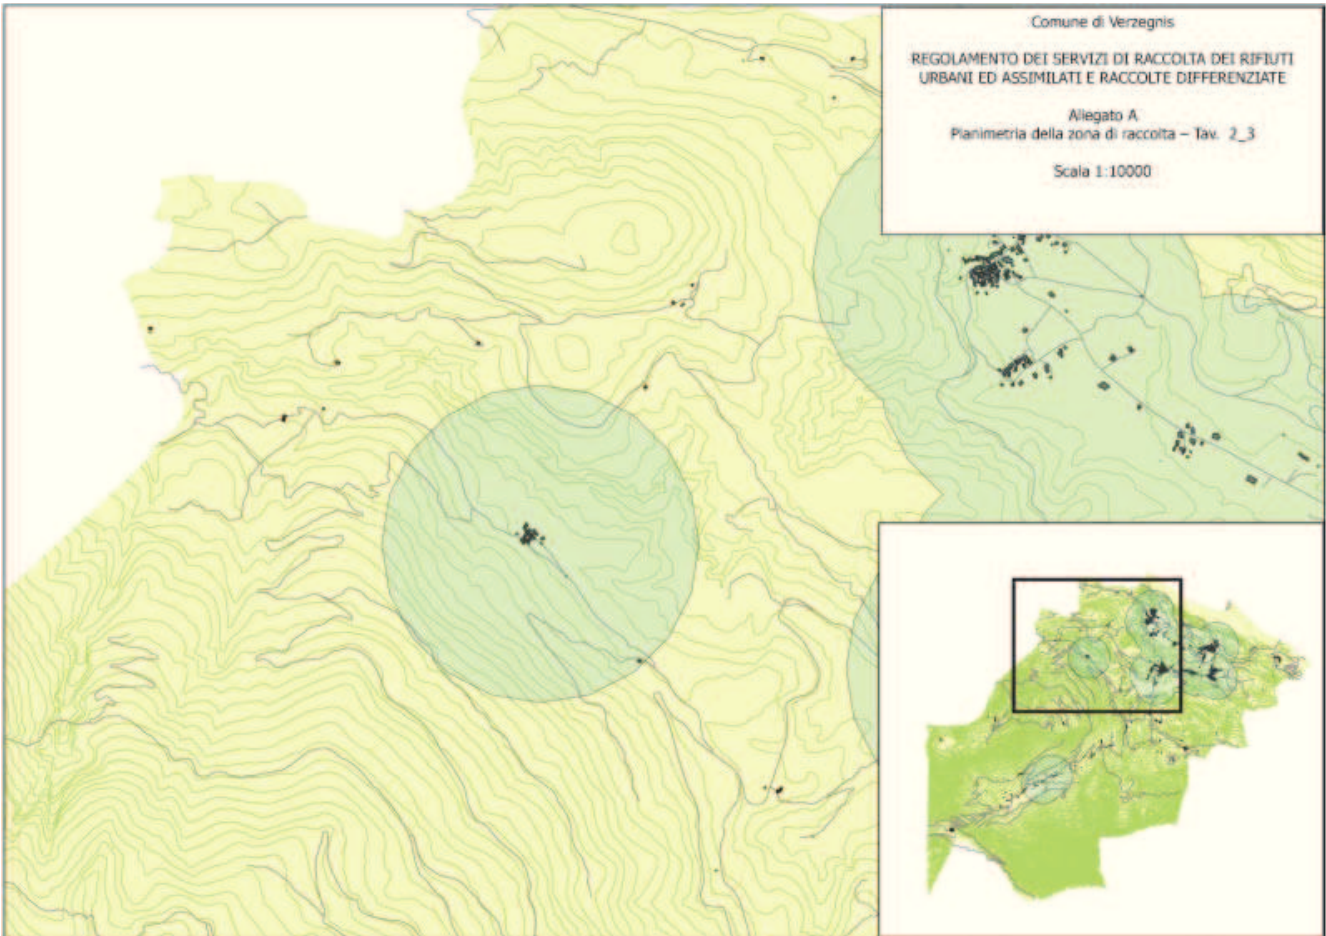 Comune di Verzegnis
REGOLAMENTO DEI SERVIZI DI RACCOLTA DEI RIFIUTI
URBANI ED ASSIMILATI E RACCOLTE DIFFERENZIATE
Allegato A
Planimetria della zona di raccolta – Tav. 2_3
Scala 1:10000